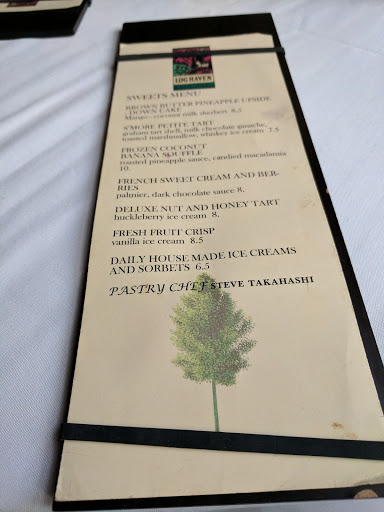 LOG HAVEN
SWEETS MENU
BROWN BUTTER PINEAPPLE UPSIDE
DOWN CAKE
Mango-coconut milk sherbert 8.5
S'MORE PETITE TART
graham tart shell, milk chocolate ganache,
toasted marshmallow, whiskey ice cream 7.5
FROZEN COCONUT
BANANA SOUFFLE
roasted pineapple sauce, candied macadamia
10.
FRENCH SWEET CREAM AND BER-
RIES
palmier, dark chocolate sauce 8.
DELUXE NUT AND HONEY TART
huckleberry ice cream 8.
FRESH FRUIT CRISP
vanilla ice cream 8.5
DAILY HOUSE MADE ICE CREAMS
AND SORBETS 6.5
PASTRY CHEF STEVE TAKAHASHI